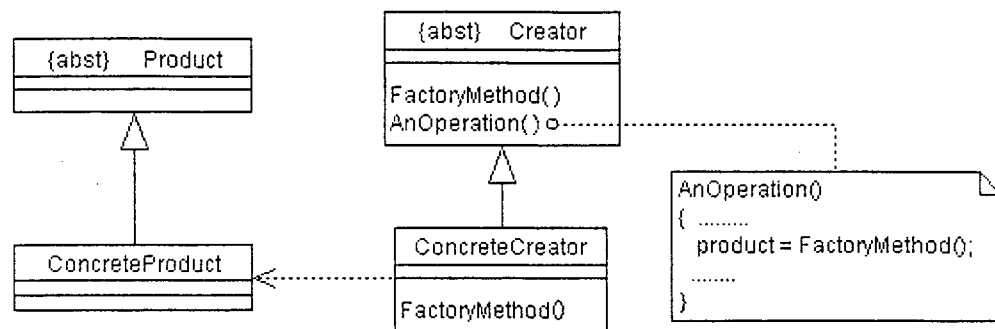 {abst} Product
{abst} Creator
FactoryMethod()
AnOperation()
AnOperation()
{ ........
product = FactoryMethod();
.......
}
ConcreteProduct
ConcreteCreator
FactoryMethod()